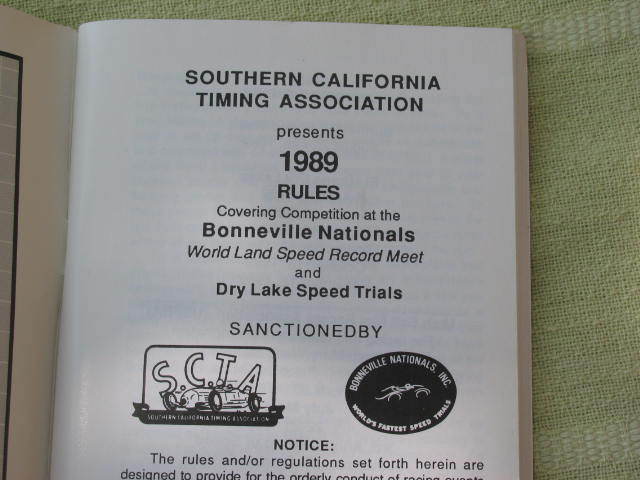 SOUTHERN CALIFORNIA
TIMING ASSOCIATION
presents
1989
RULES
Covering Competition at the
Bonneville Nationals
World Land Speed Record Meet
and
Dry Lake Speed Trials
SANCTIONEDBY
S.C.T.A
SOUTHERN CALIFORNIA TIMING ASSOCIATION
BONNEVILLE NATIONALS, INC
WORLD'S FASTEST SPEED TRIALS
NOTICE:
The rules and/or regulations set forth herein are
designed to provide for the orderly conduct of racing events